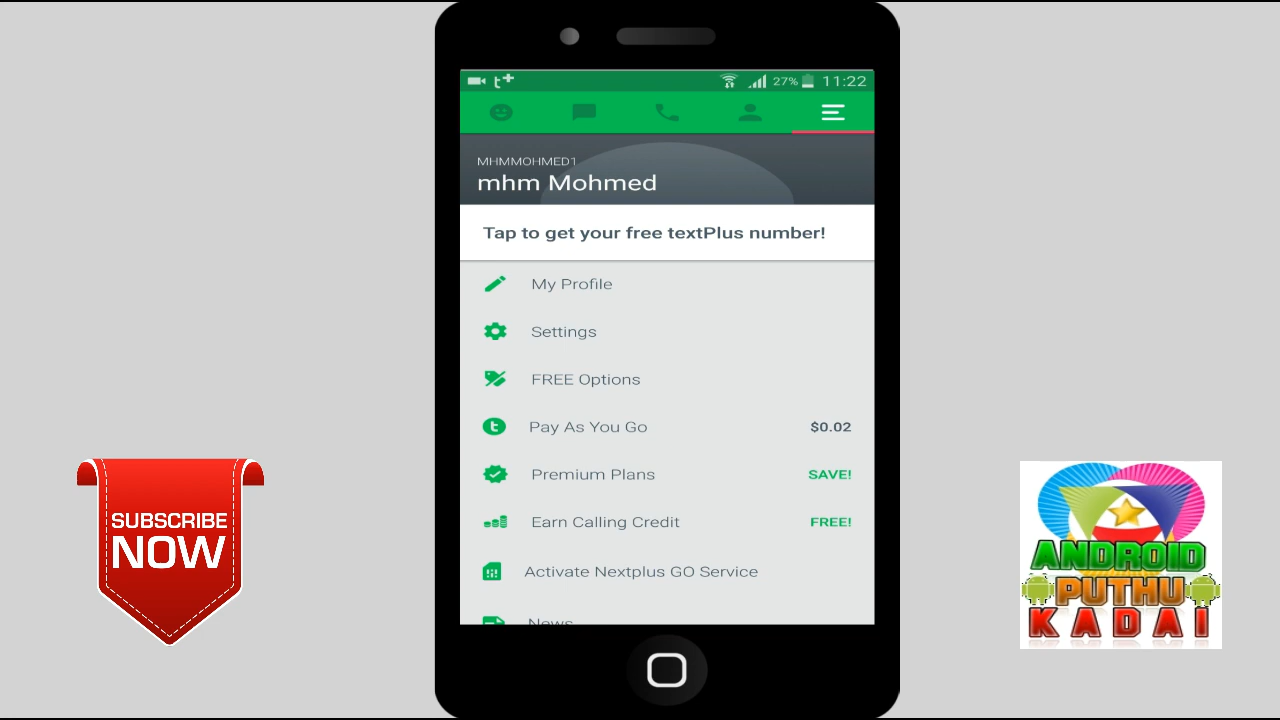 27% 11:22
MHMMOHMED1
mhm Mohmed
Tap to get your free textPlus number!
My Profile
Settings
FREE Options
Pay As You Go $0.02
Premium Plans SAVE!
Earn Calling Credit FREE!
Activate Nextplus GO Service
News
SUBSCRIBE
NOW
ANDROID
PUTHU
KADAI